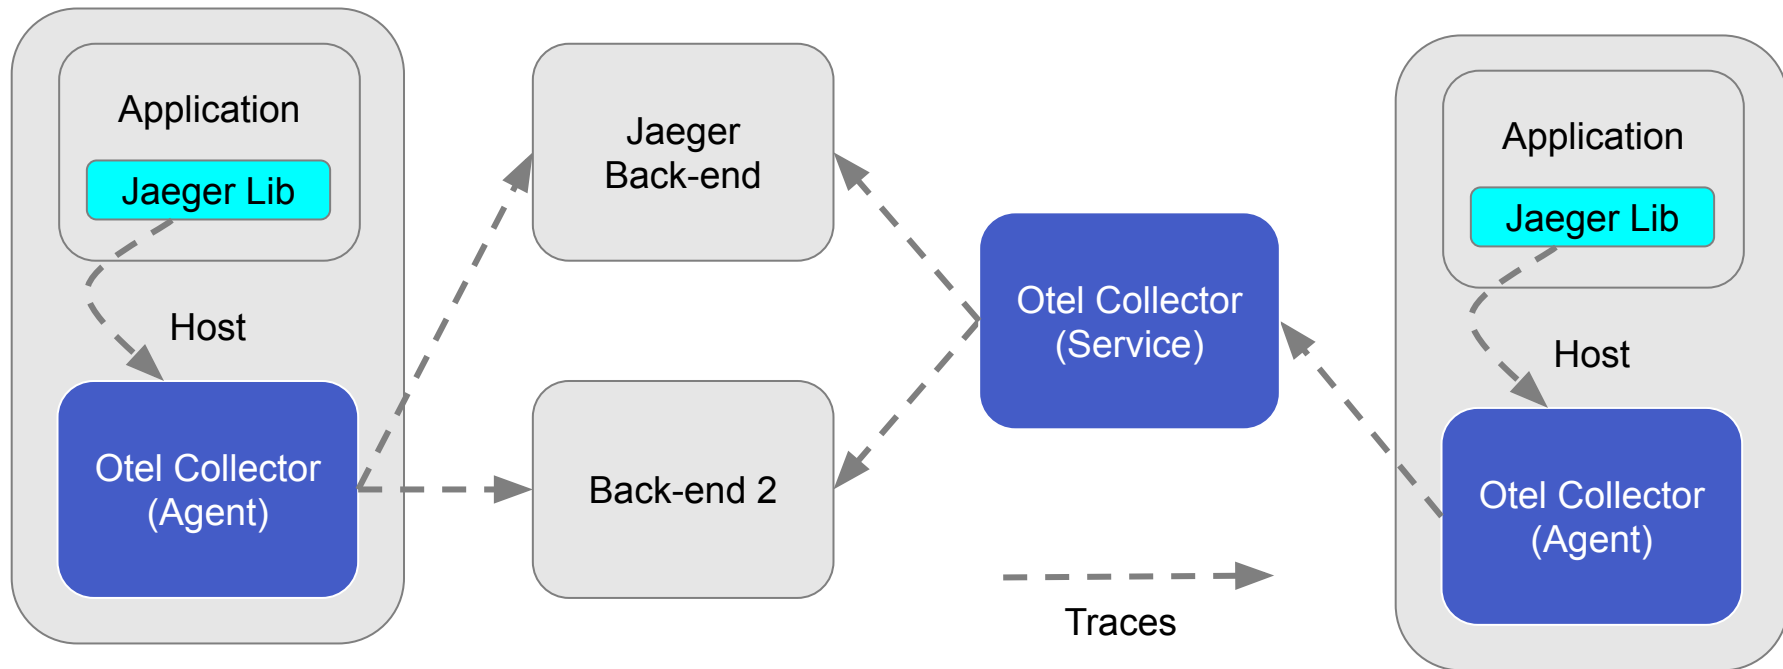 Application
Jaeger Lib
Host
Otel Collector
(Agent)
Jaeger
Back-end
Back-end 2
Otel Collector
(Service)
Traces
Application
Jaeger Lib
Host
Otel Collector
(Agent)